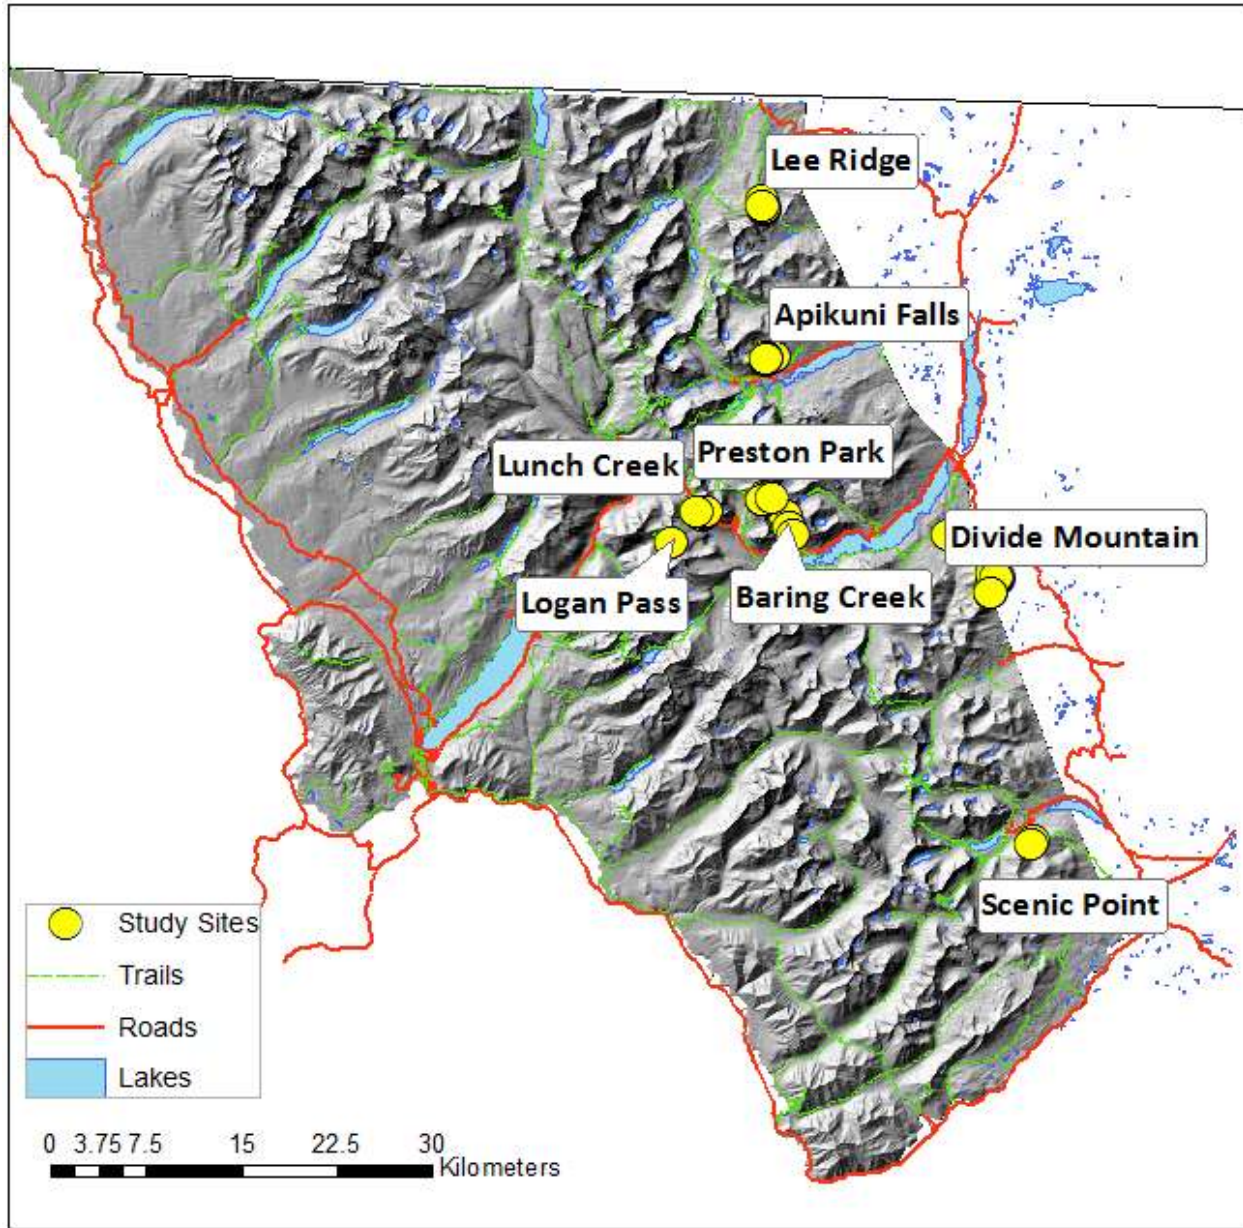 Lee Ridge
Apikuni Falls
Preston Park
Lunch Creek
Divide Mountain
Logan Pass
Baring Creek
Scenic Point
Study Sites
Trails
Roads
Lakes
0 3.75 7.5 15 22.5 30
Kilometers